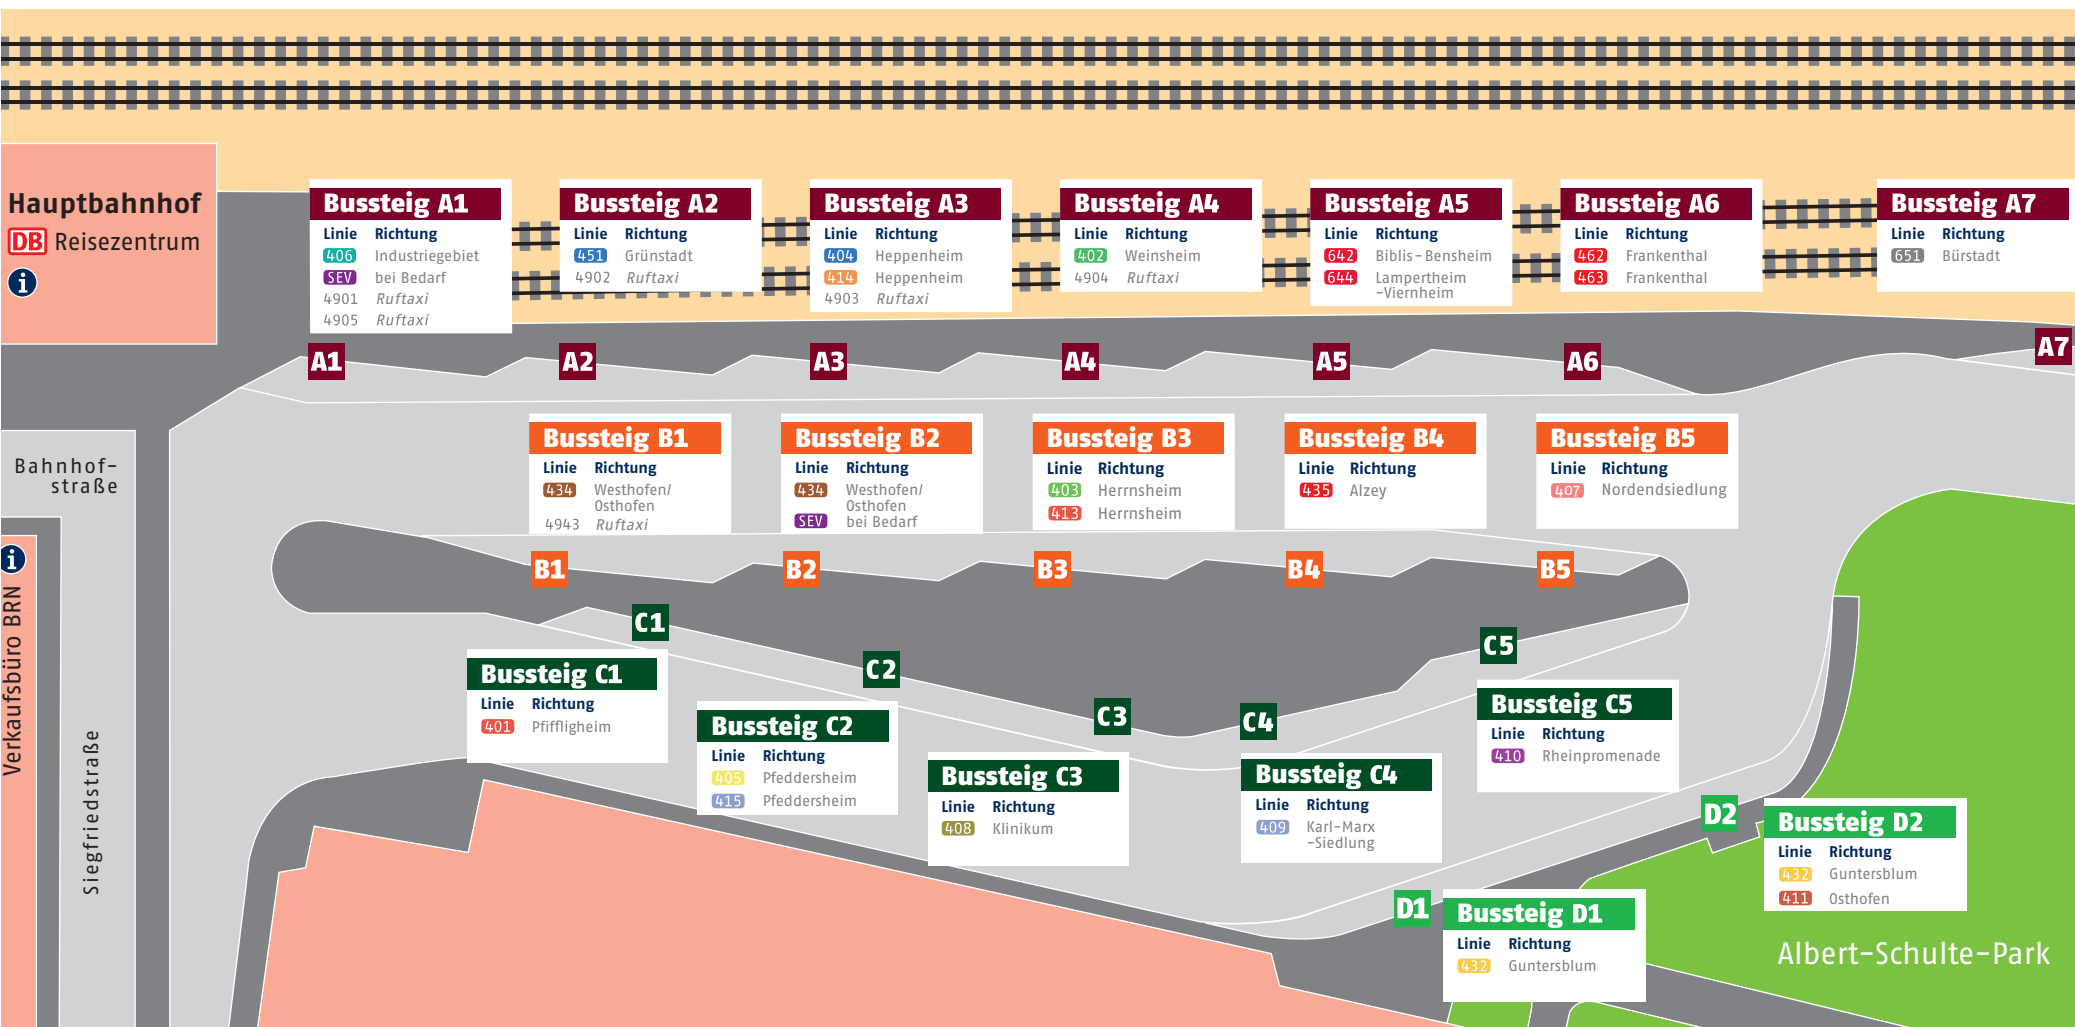 Hauptbahnhof
DB Reisezentrum
i
Bussteig A1
Linie Richtung
406 Industriegebiet
SEV bei Bedarf
4901 Ruftaxi
4905 Ruftaxi
Bussteig A2
Linie Richtung
451 Grünstadt
4902 Ruftaxi
Bussteig A3
Linie Richtung
404 Heppenheim
414 Heppenheim
4903 Ruftaxi
Bussteig A4
Linie Richtung
402 Weinsheim
4904 Ruftaxi
Bussteig A5
Linie Richtung
642 Biblis-Bensheim
644 Lampertheim
-Viernheim
Bussteig A6
Linie Richtung
462 Frankenthal
463 Frankenthal
Bussteig A7
Linie Richtung
651 Bürstadt
A1
A2
A3
A4
A5
A6
A7
Bussteig B1
Linie Richtung
434 Westhofen/
Osthofen
4943 Ruftaxi
Bussteig B2
Linie Richtung
434 Westhofen/
Osthofen
SEV bei Bedarf
Bussteig B3
Linie Richtung
403 Herrnsheim
413 Herrnsheim
Bussteig B4
Linie Richtung
435 Alzey
Bussteig B5
Linie Richtung
407 Nordendsiedlung
Bahnhof-
straße
i
Verkaufsbüro BRN
Siegfriedstraße
B1
B2
B3
B4
B5
C1
C2
C3
C4
C5
Bussteig C1
Linie Richtung
401 Pfiffligheim
Bussteig C2
Linie Richtung
405 Pfeddersheim
415 Pfeddersheim
Bussteig C3
Linie Richtung
408 Klinikum
Bussteig C4
Linie Richtung
409 Karl-Marx
-Siedlung
Bussteig C5
Linie Richtung
410 Rheinpromenade
D2
Bussteig D2
Linie Richtung
432 Guntersblum
411 Osthofen
D1
Bussteig D1
Linie Richtung
432 Guntersblum
Albert-Schulte-Park